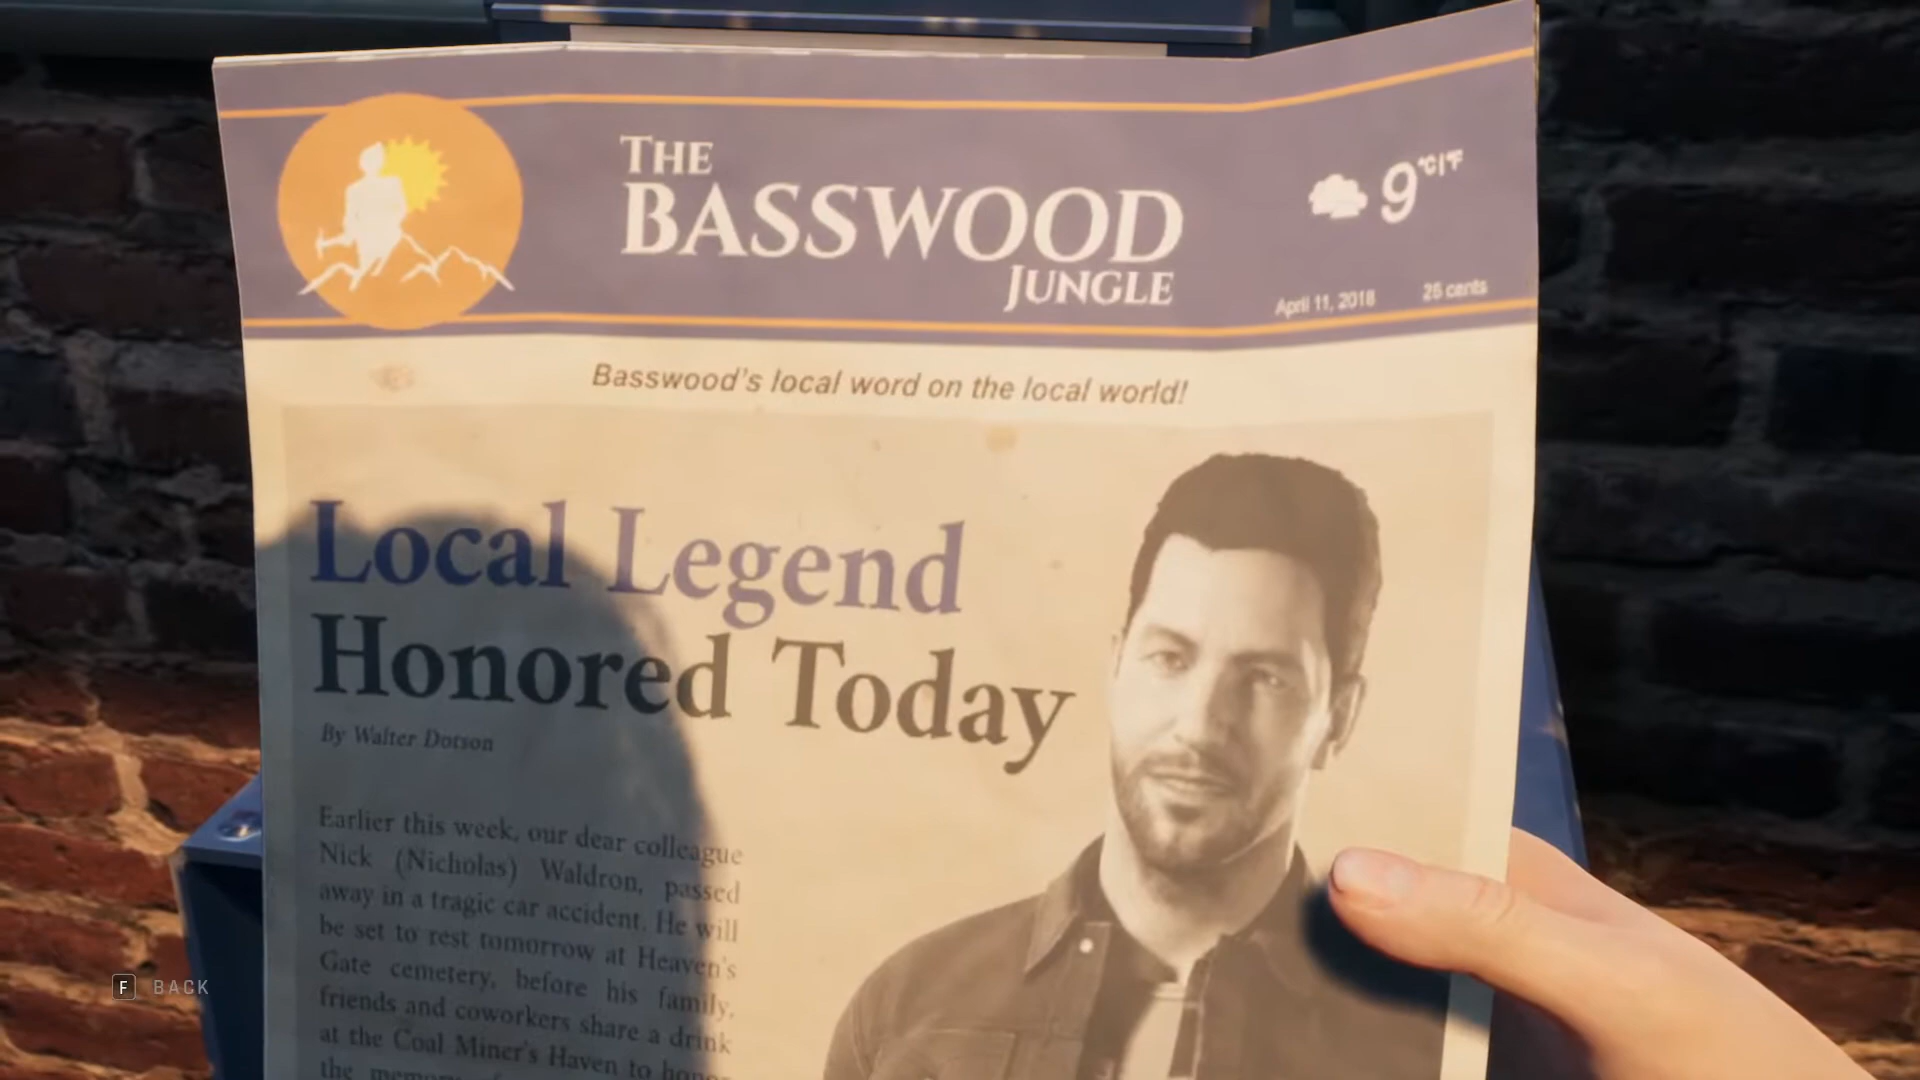 THE
BASSWOOD
JUNGLE
9°C/°F
April 11, 2018 25 cents
Basswood's local word on the local world!
Local Legend
Honored Today
By Walter Dotson
Earlier this week, our dear colleague
Nick (Nicholas) Waldron, passed
away in a tragic car accident. He will
be set to rest tomorrow at Heaven's
Gate cemetery, before his family,
friends and coworkers share a drink
at the Coal Miner's Haven to honor
the
F BACK